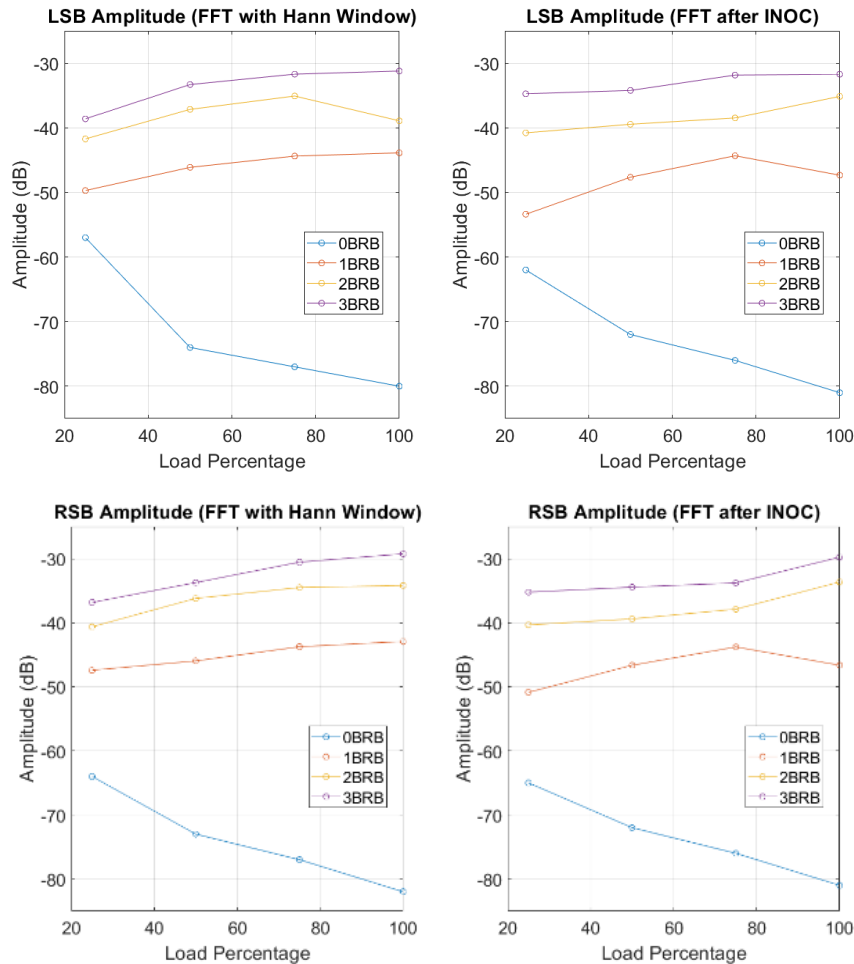 LSB Amplitude (FFT with Hann Window)
-30
-40
-50
-60
-70
-80
Amplitude (dB)
0BRB
1BRB
2BRB
3BRB
20 40 60 80 100
Load Percentage
LSB Amplitude (FFT after INOC)
-30
-40
-50
-60
-70
-80
Amplitude (dB)
0BRB
1BRB
2BRB
3BRB
20 40 60 80 100
Load Percentage
RSB Amplitude (FFT with Hann Window)
-30
-40
-50
-60
-70
-80
Amplitude (dB)
0BRB
1BRB
2BRB
3BRB
20 40 60 80 100
Load Percentage
RSB Amplitude (FFT after INOC)
-30
-40
-50
-60
-70
-80
Amplitude (dB)
0BRB
1BRB
2BRB
3BRB
20 40 60 80 100
Load Percentage